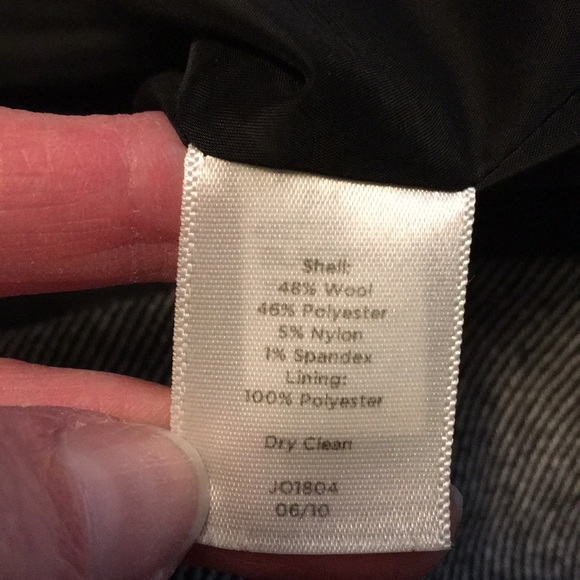 Shell:
48% Wool
46% Polyester
5% Nylon
1% Spandex
Lining:
100% Polyester
Dry Clean
JO1804
06/10